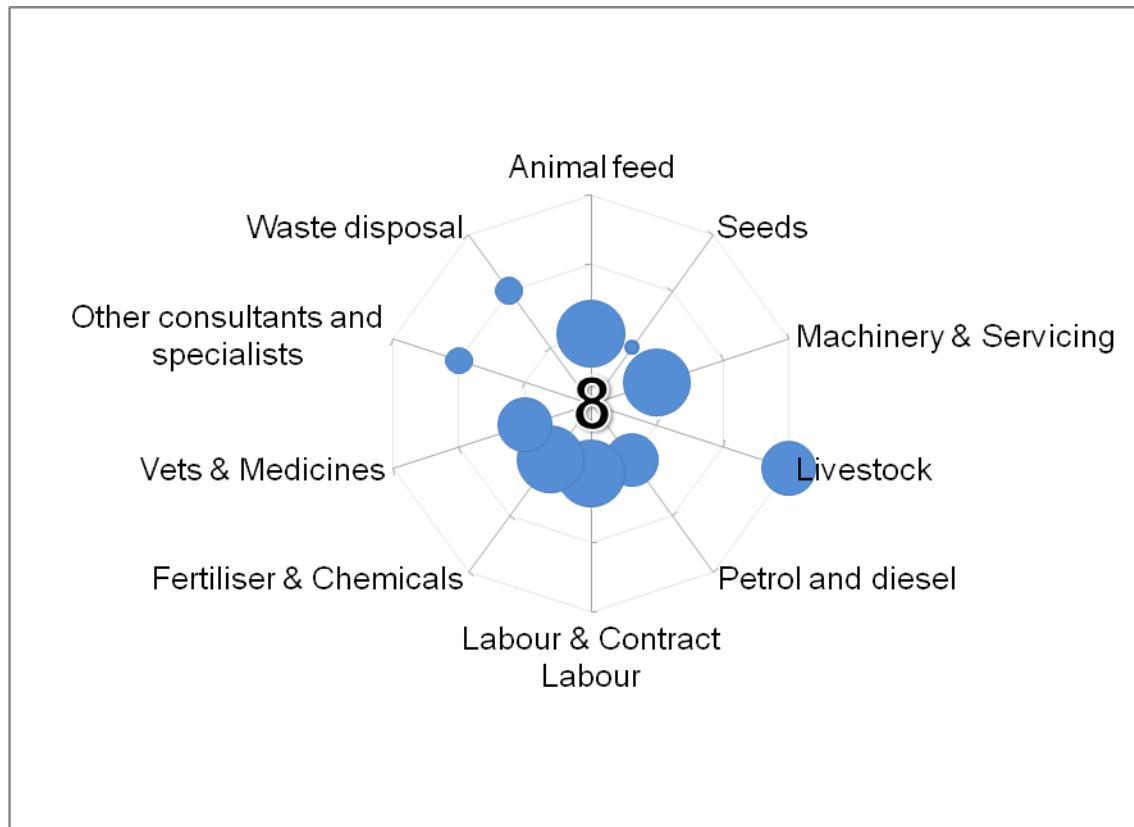 Animal feed
Waste disposal
Seeds
Other consultants and
specialists
Machinery & Servicing
8
Vets & Medicines
Livestock
Fertiliser & Chemicals
Petrol and diesel
Labour & Contract
Labour